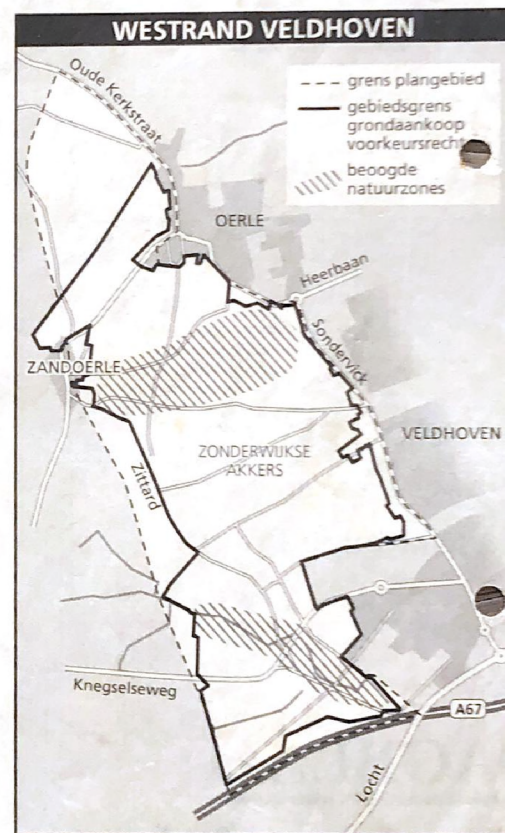 WESTRAND VELDHOVEN
Oude Kerkstraat
grens plangebied
gebiedsgrens
grondaankoop
voorkeursrecht
beoogde
natuurzones
OERLE
Heerbaan
Sondervick
ZANDOERLE
VELDHOVEN
ZONDERWIJKSE
AKKERS
Zittard
Knegselseweg
A67
Locht